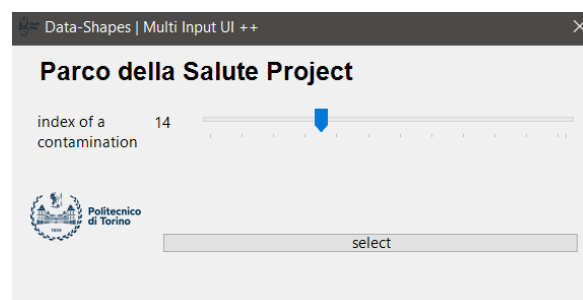 Data-Shapes | Multi Input UI ++
Parco della Salute Project
index of a
contamination
14
Politecnico
di Torino
select